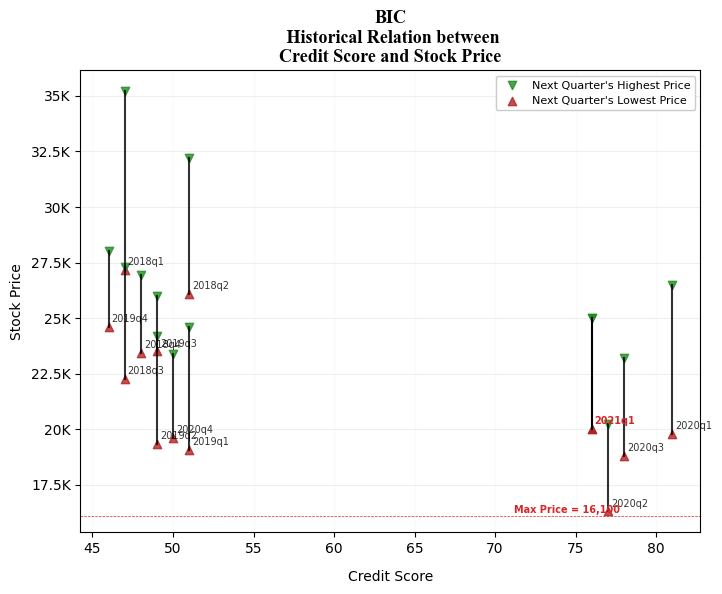 BIC
Historical Relation between
Credit Score and Stock Price
Next Quarter's Highest Price
Next Quarter's Lowest Price
Stock Price
35K
32.5K
30K
27.5K
25K
22.5K
20K
17.5K
2018q1
2018q2
2019q4
2018q4
2019q3
2018q3
2021q1
2020q4
2019q2
2019q1
2020q1
2020q3
2020q2
Max Price = 16,100
45
50
55
60
65
70
75
80
Credit Score